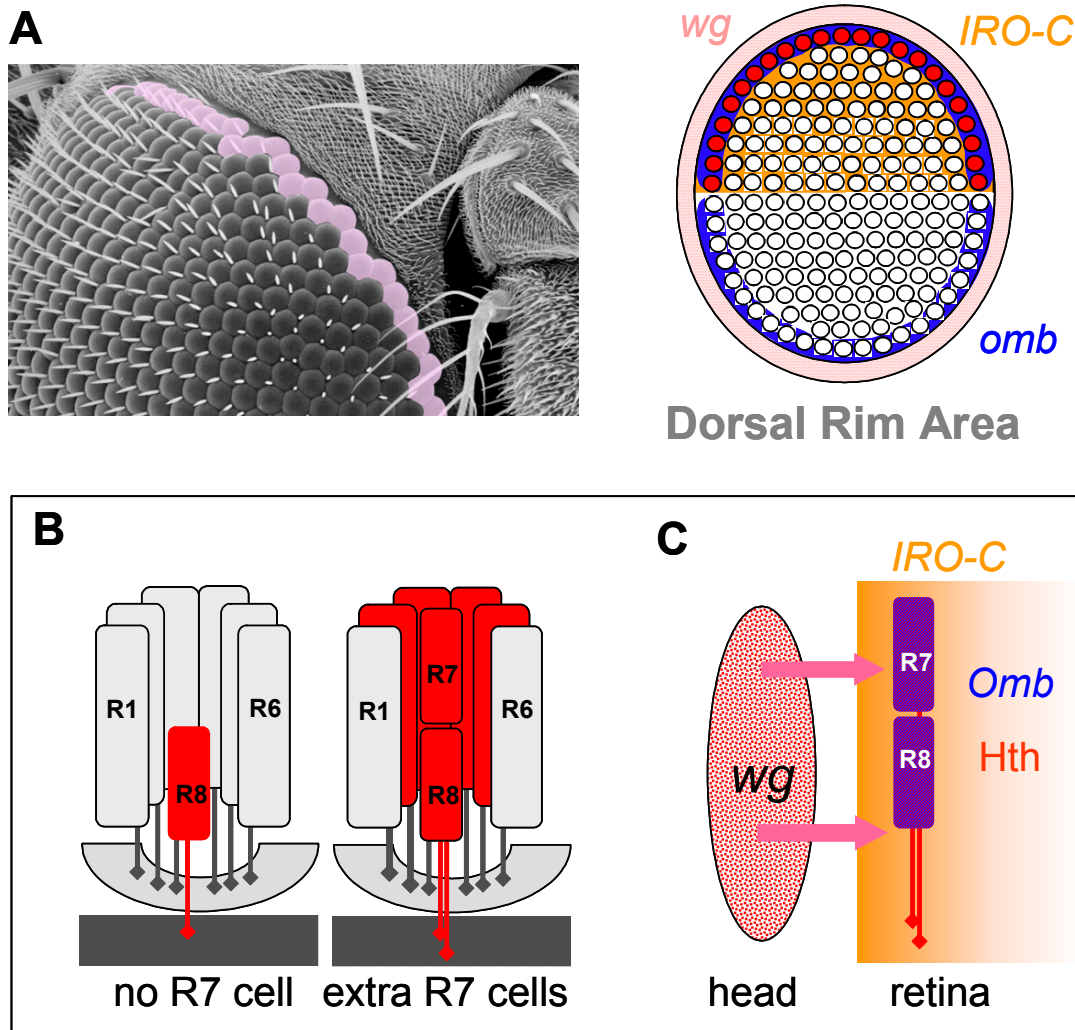 A
wg
IRO-C
omb
Dorsal Rim Area
B
R1
R6
R8
R1
R7
R6
R8
no R7 cell
extra R7 cells
C
IRO-C
R7
Omb
R8
Hth
wg
head
retina